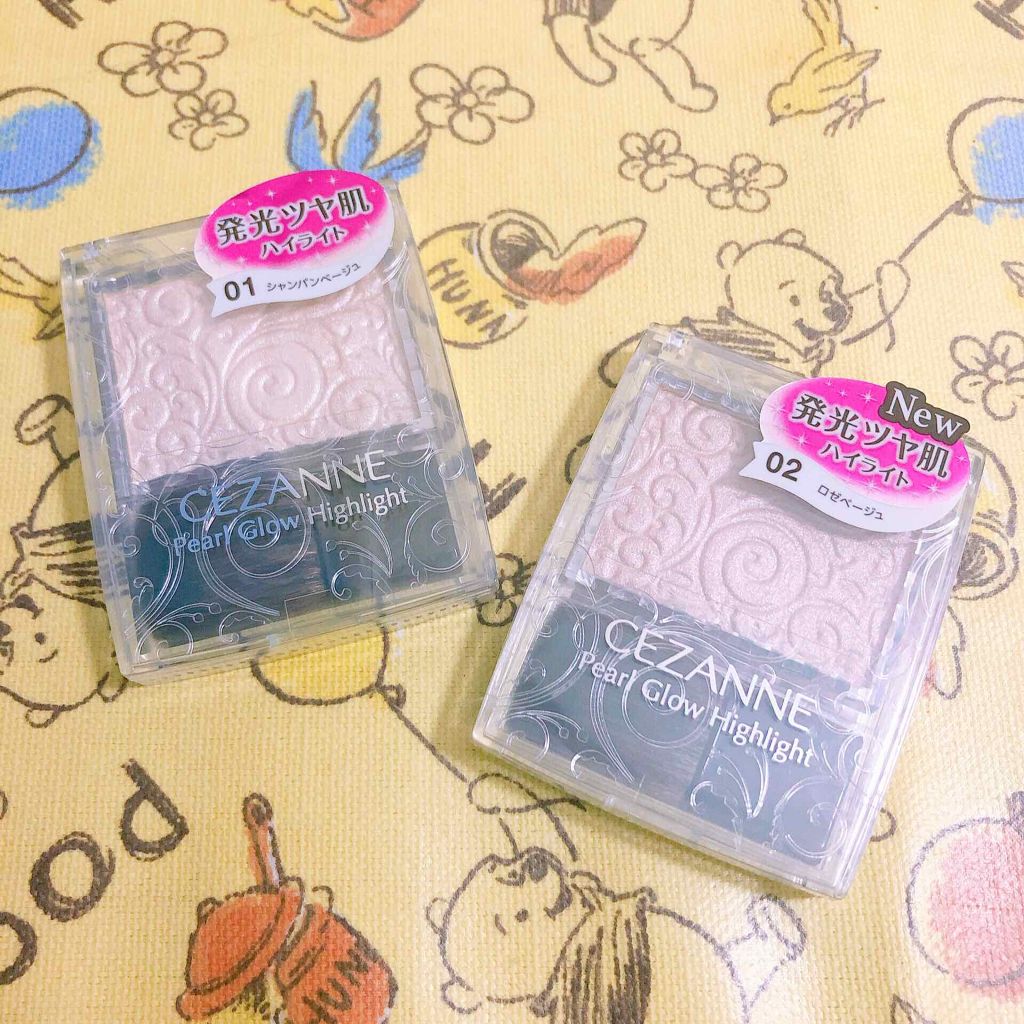 発光ツヤ肌
ハイライト
01 シャンパンベージュ
CEZANNE
Pearl Glow Highlight
New
発光ツヤ肌
ハイライト
02 ロゼベージュ
CEZANNE
Pearl Glow Highlight
HUNN
ood
HUNN